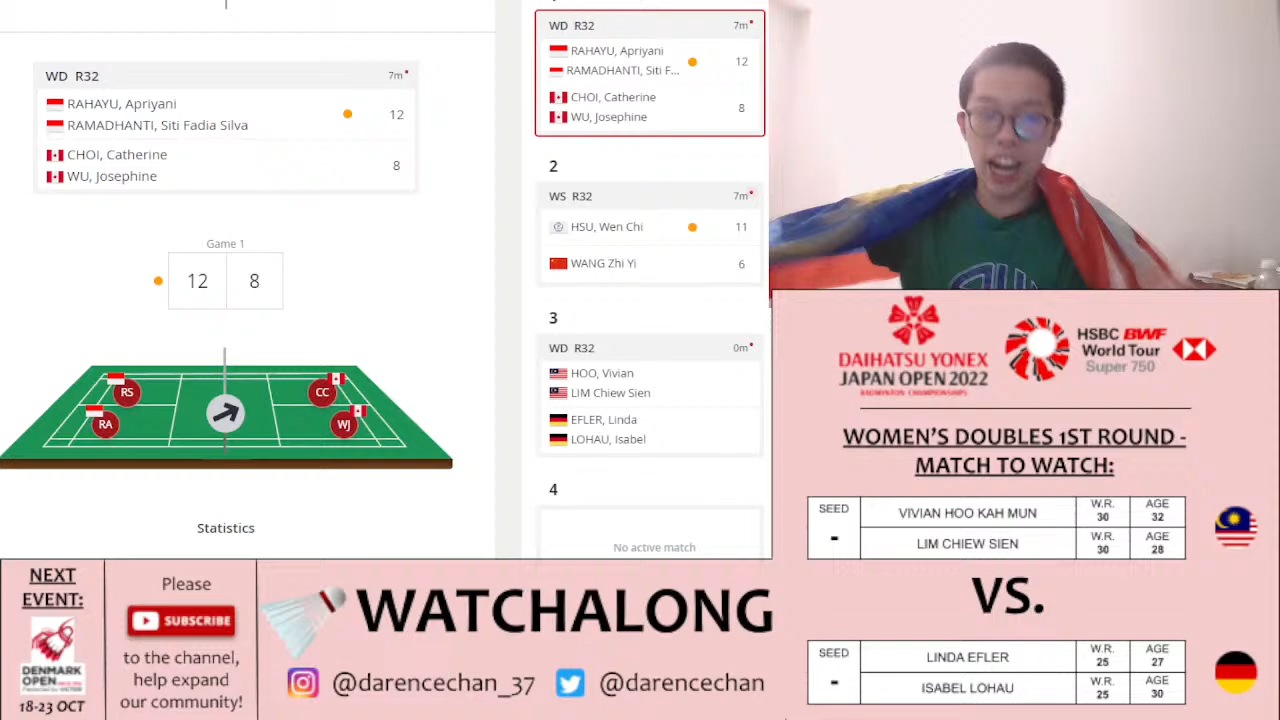 WD R32
7m
RAHAYU, Apriyani
RAMADHANTI, Siti Fadia Silva
12
CHOI, Catherine
WU, Josephine
8
Game 1
12 8
RS
RA
CC
WJ
Statistics
WD R32
7m
RAHAYU, Apriyani
RAMADHANTI, Siti F...
12
CHOI, Catherine
WU, Josephine
8
2
WS R32
7m
HSU, Wen Chi
11
WANG Zhi Yi
6
3
WD R32
0m
HOO, Vivian
LIM Chiew Sien
EFLER, Linda
LOHAU, Isabel
4
No active match
DAIHATSU YONEX
JAPAN OPEN 2022
BADMINTON CHAMPIONSHIPS
HSBC BWF
World Tour
Super 750
WOMEN'S DOUBLES 1ST ROUND -
MATCH TO WATCH:
SEED
-
VIVIAN HOO KAH MUN
W.R.
30
AGE
32
LIM CHIEW SIEN
W.R.
30
AGE
28
VS.
SEED
-
LINDA EFLER
W.R.
25
AGE
27
ISABEL LOHAU
W.R.
25
AGE
30
NEXT
EVENT:
DENMARK
OPEN
18-23 OCT
Please
SUBSCRIBE
to the channel,
help expand
our community!
WATCHALONG
@darencechan_37
@darencechan